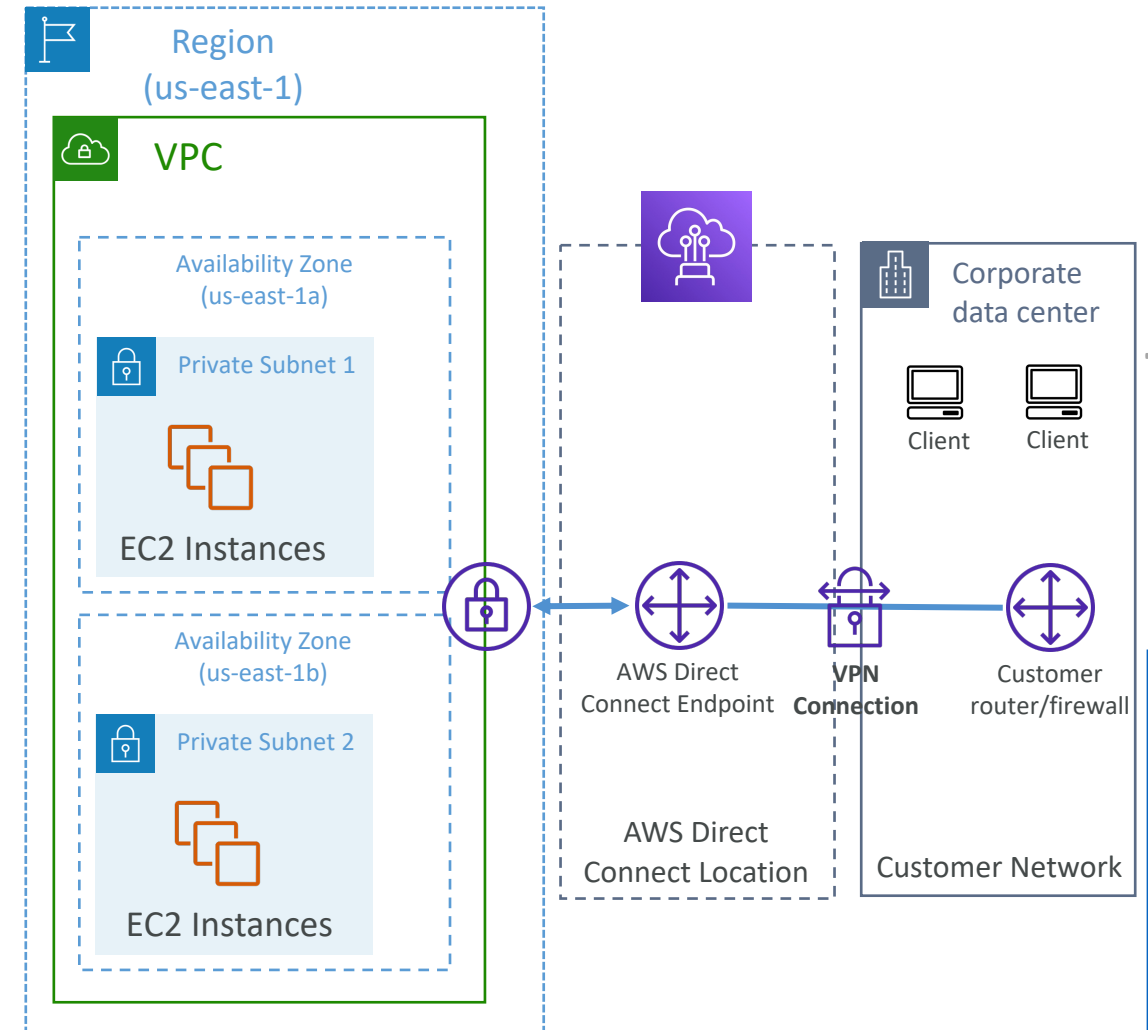 Region
(us-east-1)
VPC
Availability Zone
(us-east-1a)
Private Subnet 1
EC2 Instances
Availability Zone
(us-east-1b)
Private Subnet 2
EC2 Instances
AWS Direct
Connect Endpoint
AWS Direct
Connect Location
VPN
Connection
Corporate
data center
Client
Client
Customer
router/firewall
Customer Network